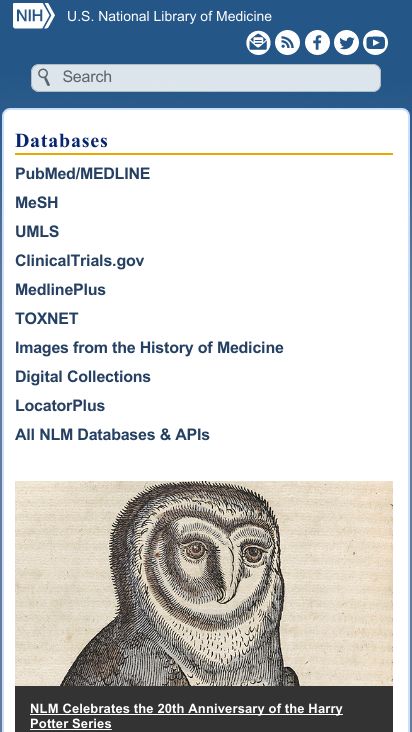 NIH U.S. National Library of Medicine
Search
Databases
PubMed/MEDLINE
MeSH
UMLS
ClinicalTrials.gov
MedlinePlus
TOXNET
Images from the History of Medicine
Digital Collections
LocatorPlus
All NLM Databases & APIs
NLM Celebrates the 20th Anniversary of the Harry
Potter Series